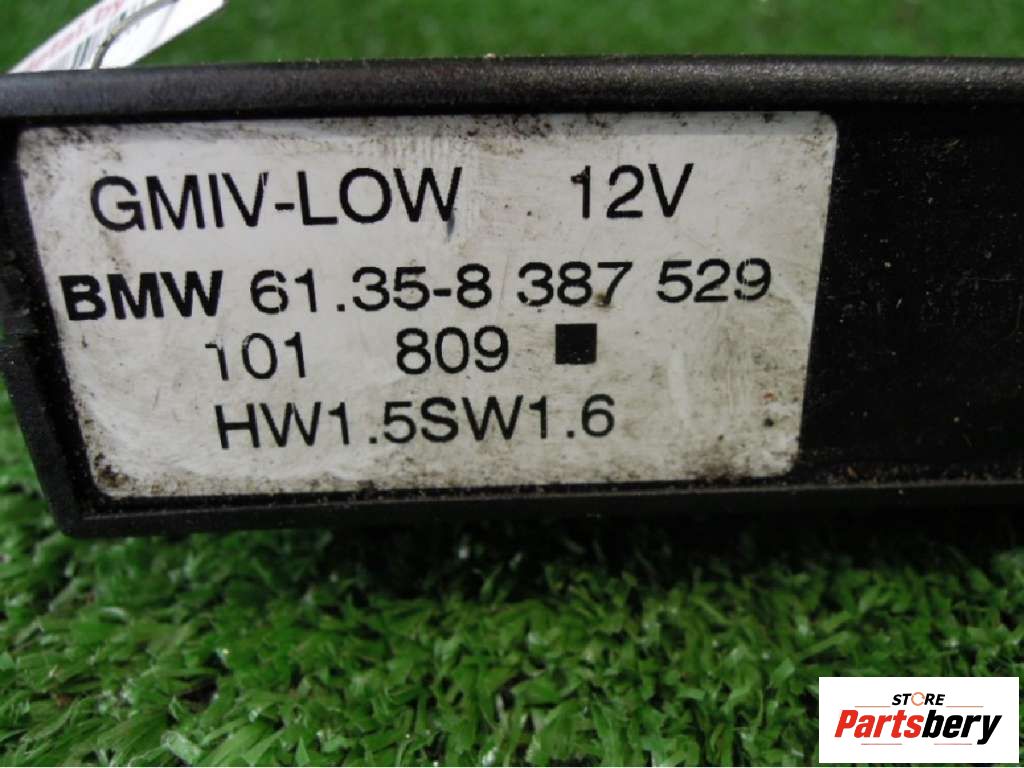 GMIV-LOW 12V
BMW 61.35-8 387 529
101 809
HW1.5SW1.6
STORE
Partsbery